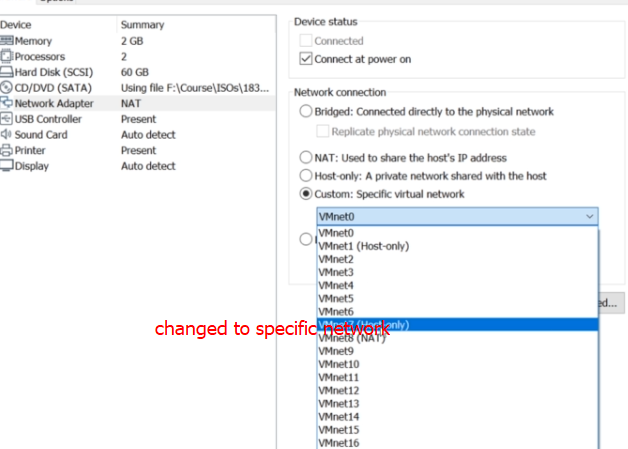 Device Summary
Memory 2 GB
Processors 2
Hard Disk (SCSI) 60 GB
CD/DVD (SATA) Using file F:\Course\ISOs\183...
Network Adapter NAT
USB Controller Present
Sound Card Auto detect
Printer Present
Display Auto detect
Device status
Connected
Connect at power on
Network connection
Bridged: Connected directly to the physical network
Replicate physical network connection state
NAT: Used to share the host's IP address
Host-only: A private network shared with the host
Custom: Specific virtual network
VMnet0
VMnet0
VMnet1 (Host-only)
VMnet2
VMnet3
VMnet4
VMnet5
VMnet6
VMnet7 (Host-only)
changed to specific network
VMnet8 (NAT)
VMnet9
VMnet10
VMnet11
VMnet12
VMnet13
VMnet14
VMnet15
VMnet16